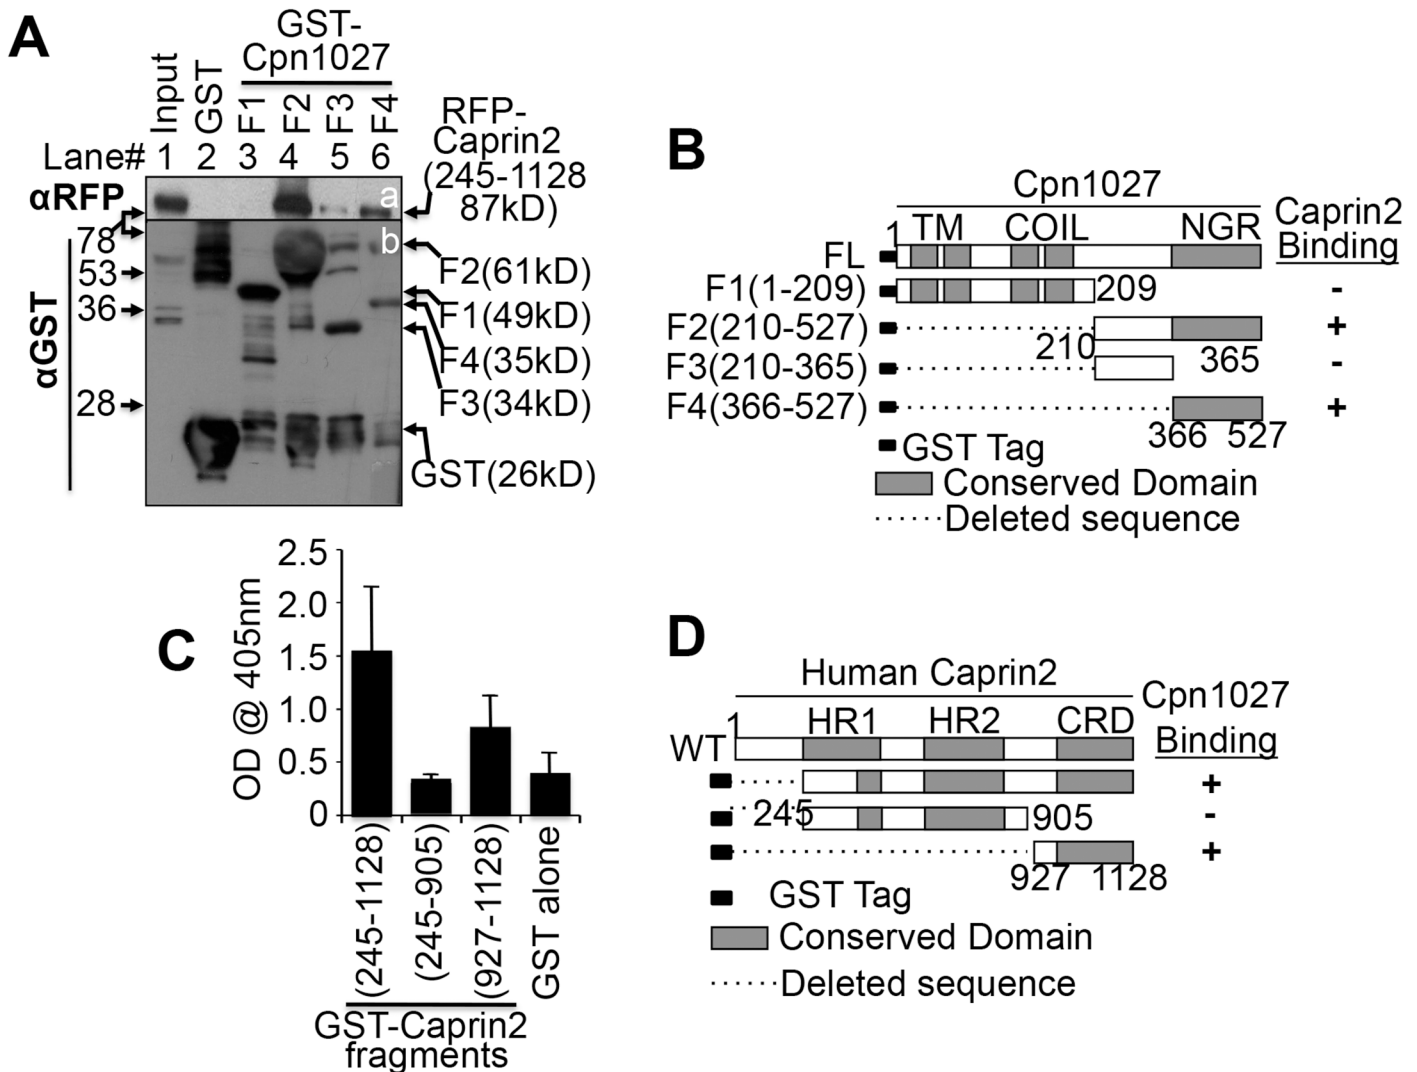 A
GST-
Cpn1027
Input
GST
F1
F2
F3
F4
RFP-
Caprin2
(245-1128
87kD)
Lane# 1 2 3 4 5 6
αRFP
a
78
53
36
28
αGST
b
F2(61kD)
F1(49kD)
F4(35kD)
F3(34kD)
GST(26kD)
B
Cpn1027
Caprin2
Binding
1 TM COIL NGR
FL
F1(1-209) 209 -
F2(210-527) +
210 365
F3(210-365) -
F4(366-527) +
366 527
GST Tag
Conserved Domain
Deleted sequence
C
OD @ 405nm
2.5
2.0
1.5
1.0
0.5
0
(245-1128)
(245-905)
(927-1128)
GST alone
GST-Caprin2
fragments
D
Human Caprin2
Cpn1027
Binding
1 HR1 HR2 CRD
WT
+
245 905 -
+
927 1128
GST Tag
Conserved Domain
Deleted sequence